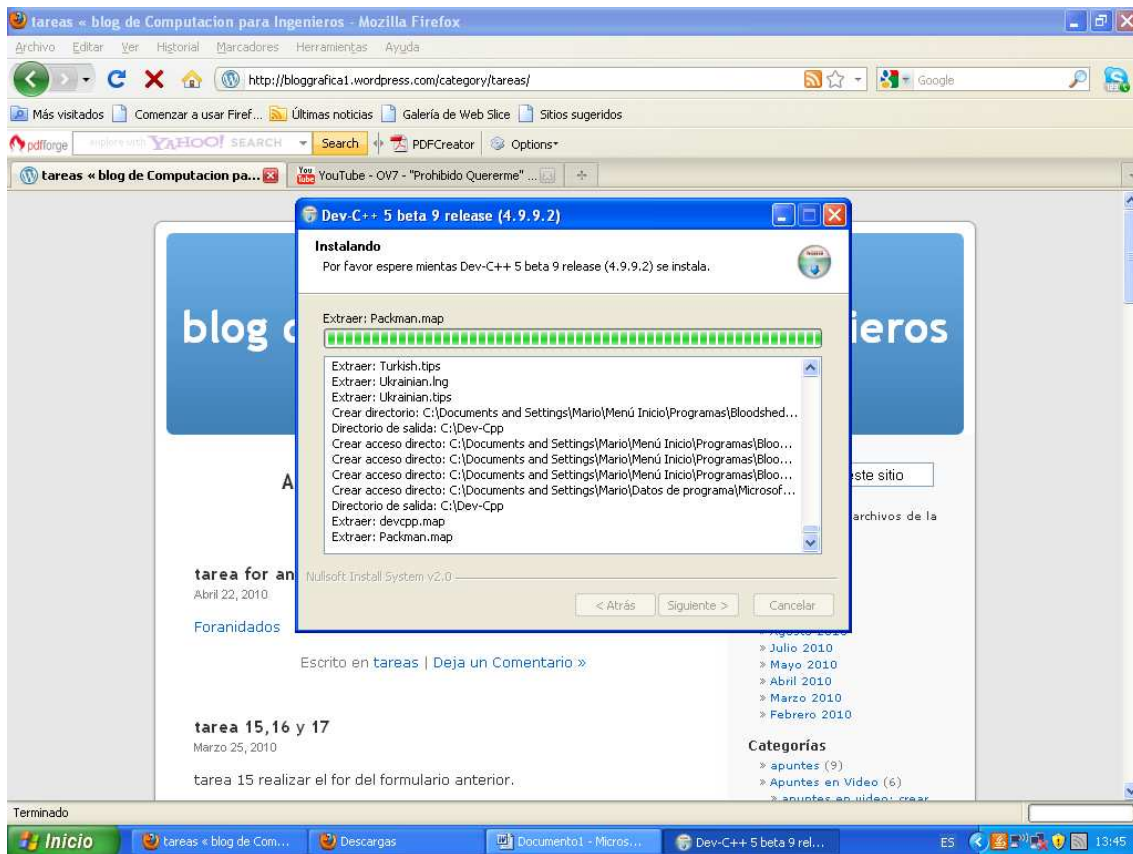 tareas « blog de Computacion para Ingenieros - Mozilla Firefox
Archivo Editar Ver Historial Marcadores Herramientas Ayuda
http://bloggrafica1.wordpress.com/category/tareas/
Google
Más visitados Comenzar a usar Firef... Últimas noticias Galería de Web Slice Sitios sugeridos
pdfforge explore with YAHOO! SEARCH Search PDFCreator Options
tareas « blog de Computacion pa... YouTube - OV7 - "Prohibido Quererme" ...
Dev-C++ 5 beta 9 release (4.9.9.2)
Instalando
Por favor espere mientas Dev-C++ 5 beta 9 release (4.9.9.2) se instala.
Extraer: Packman.map
Extraer: Turkish.tips
Extraer: Ukrainian.lng
Extraer: Ukrainian.tips
Crear directorio: C:\Documents and Settings\Mario\Menú Inicio\Programas\Bloodshed...
Directorio de salida: C:\Dev-Cpp
Crear acceso directo: C:\Documents and Settings\Mario\Menú Inicio\Programas\Bloo...
Crear acceso directo: C:\Documents and Settings\Mario\Menú Inicio\Programas\Bloo...
Crear acceso directo: C:\Documents and Settings\Mario\Menú Inicio\Programas\Bloo...
Crear acceso directo: C:\Documents and Settings\Mario\Datos de programa\Microsof...
Directorio de salida: C:\Dev-Cpp
Extraer: devcpp.map
Extraer: Packman.map
Nullsoft Install System v2.0
< Atrás Siguiente > Cancelar
blog ieros
A
este sitio
archivos de la
tarea for an
Abril 22, 2010
Foranidados
Escrito en tareas | Deja un Comentario »
tarea 15,16 y 17
Marzo 25, 2010
tarea 15 realizar el for del formulario anterior.
» Agosto 2010
» Julio 2010
» Mayo 2010
» Abril 2010
» Marzo 2010
» Febrero 2010
Categorías
» apuntes (9)
» Apuntes en Video (6)
» apuntes en video: crear
Terminado
Inicio tareas « blog de Com... Descargas Documento1 - Micros... Dev-C++ 5 beta 9 rel... ES 13:45